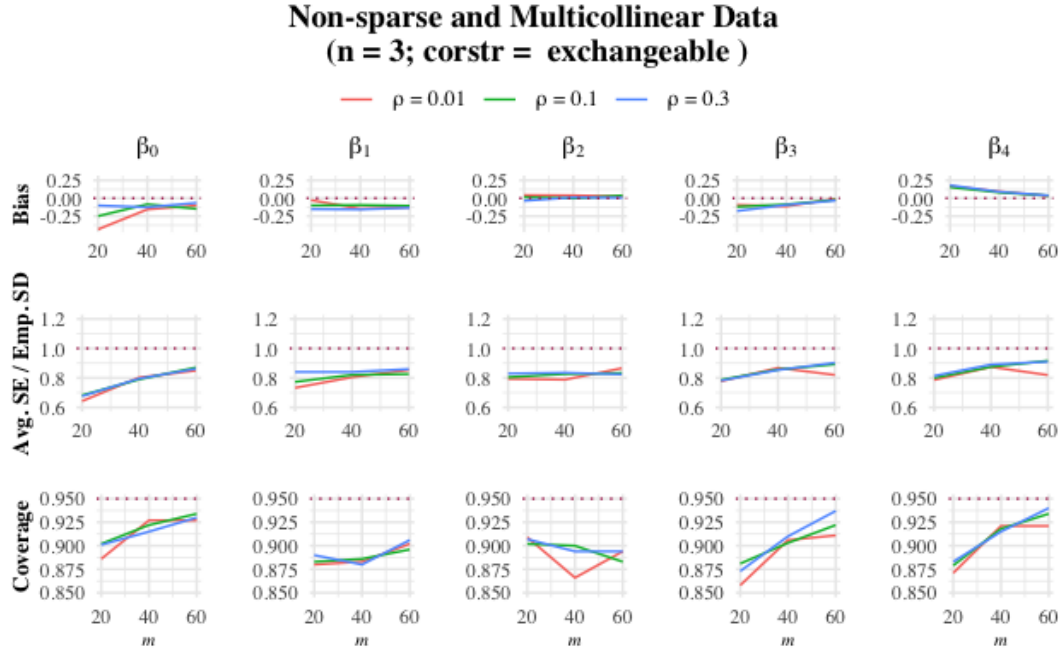 Non-sparse and Multicollinear Data
(n = 3; corstr = exchangeable )
ρ = 0.01 ρ = 0.1 ρ = 0.3
β0 β1 β2 β3 β4
Bias
0.25 0.25 0.25 0.25 0.25
0.00 0.00 0.00 0.00 0.00
-0.25 -0.25 -0.25 -0.25 -0.25
20 40 60 20 40 60 20 40 60 20 40 60 20 40 60
Avg. SE / Emp. SD
1.2 1.2 1.2 1.2 1.2
1.0 1.0 1.0 1.0 1.0
0.8 0.8 0.8 0.8 0.8
0.6 0.6 0.6 0.6 0.6
20 40 60 20 40 60 20 40 60 20 40 60 20 40 60
Coverage
0.950 0.950 0.950 0.950 0.950
0.925 0.925 0.925 0.925 0.925
0.900 0.900 0.900 0.900 0.900
0.875 0.875 0.875 0.875 0.875
0.850 0.850 0.850 0.850 0.850
20 40 60 20 40 60 20 40 60 20 40 60 20 40 60
m m m m m